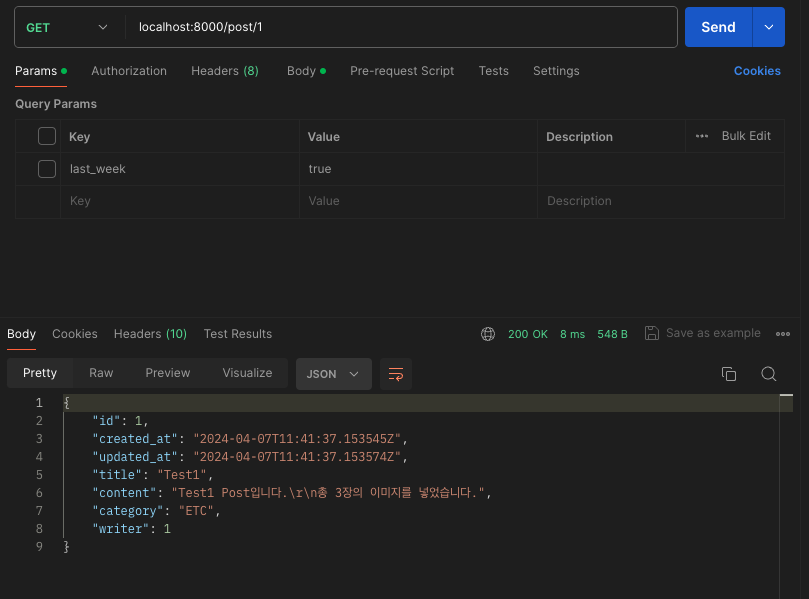 GET localhost:8000/post/1 Send
Params Authorization Headers (8) Body Pre-request Script Tests Settings Cookies
Query Params
Key Value Description ••• Bulk Edit
last_week true
Key Value Description
Body Cookies Headers (10) Test Results 200 OK 8 ms 548 B Save as example •••
Pretty Raw Preview Visualize JSON
1 {
2 "id": 1,
3 "created_at": "2024-04-07T11:41:37.153545Z",
4 "updated_at": "2024-04-07T11:41:37.153574Z",
5 "title": "Test1",
6 "content": "Test1 Post입니다.\r\n총 3장의 이미지를 넣었습니다.",
7 "category": "ETC",
8 "writer": 1
9 }